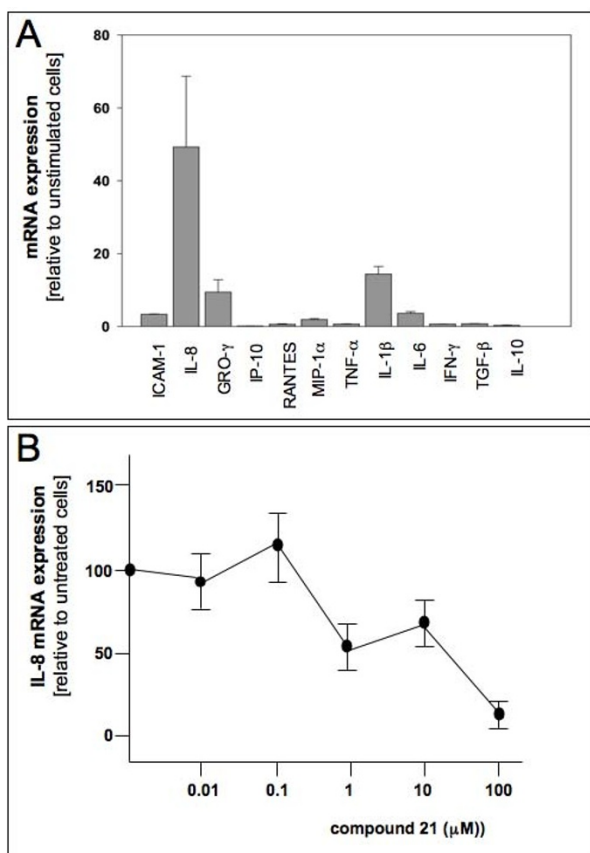 A
mRNA expression
[relative to unstimulated cells]
80
60
40
20
0
ICAM-1
IL-8
GRO-γ
IP-10
RANTES
MIP-1α
TNF-α
IL-1β
IL-6
IFN-γ
TGF-β
IL-10
B
IL-8 mRNA expression
[relative to untreated cells]
150
100
50
0
0.01 0.1 1 10 100
compound 21 (μM))